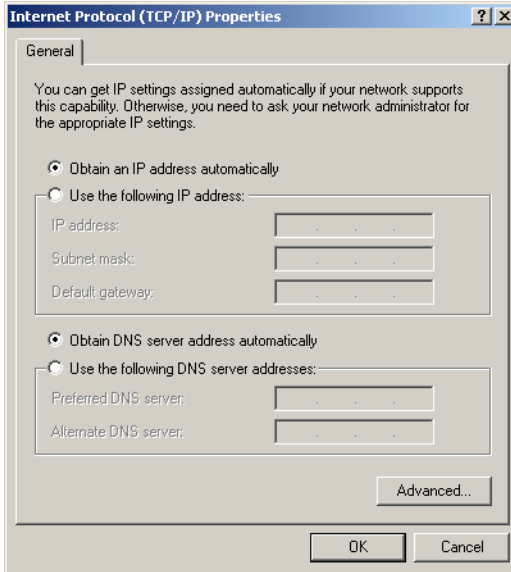 Internet Protocol (TCP/IP) Properties
General
You can get IP settings assigned automatically if your network supports
this capability. Otherwise, you need to ask your network administrator for
the appropriate IP settings.
Obtain an IP address automatically
Use the following IP address:
IP address:
Subnet mask:
Default gateway:
Obtain DNS server address automatically
Use the following DNS server addresses:
Preferred DNS server:
Alternate DNS server:
Advanced...
OK Cancel